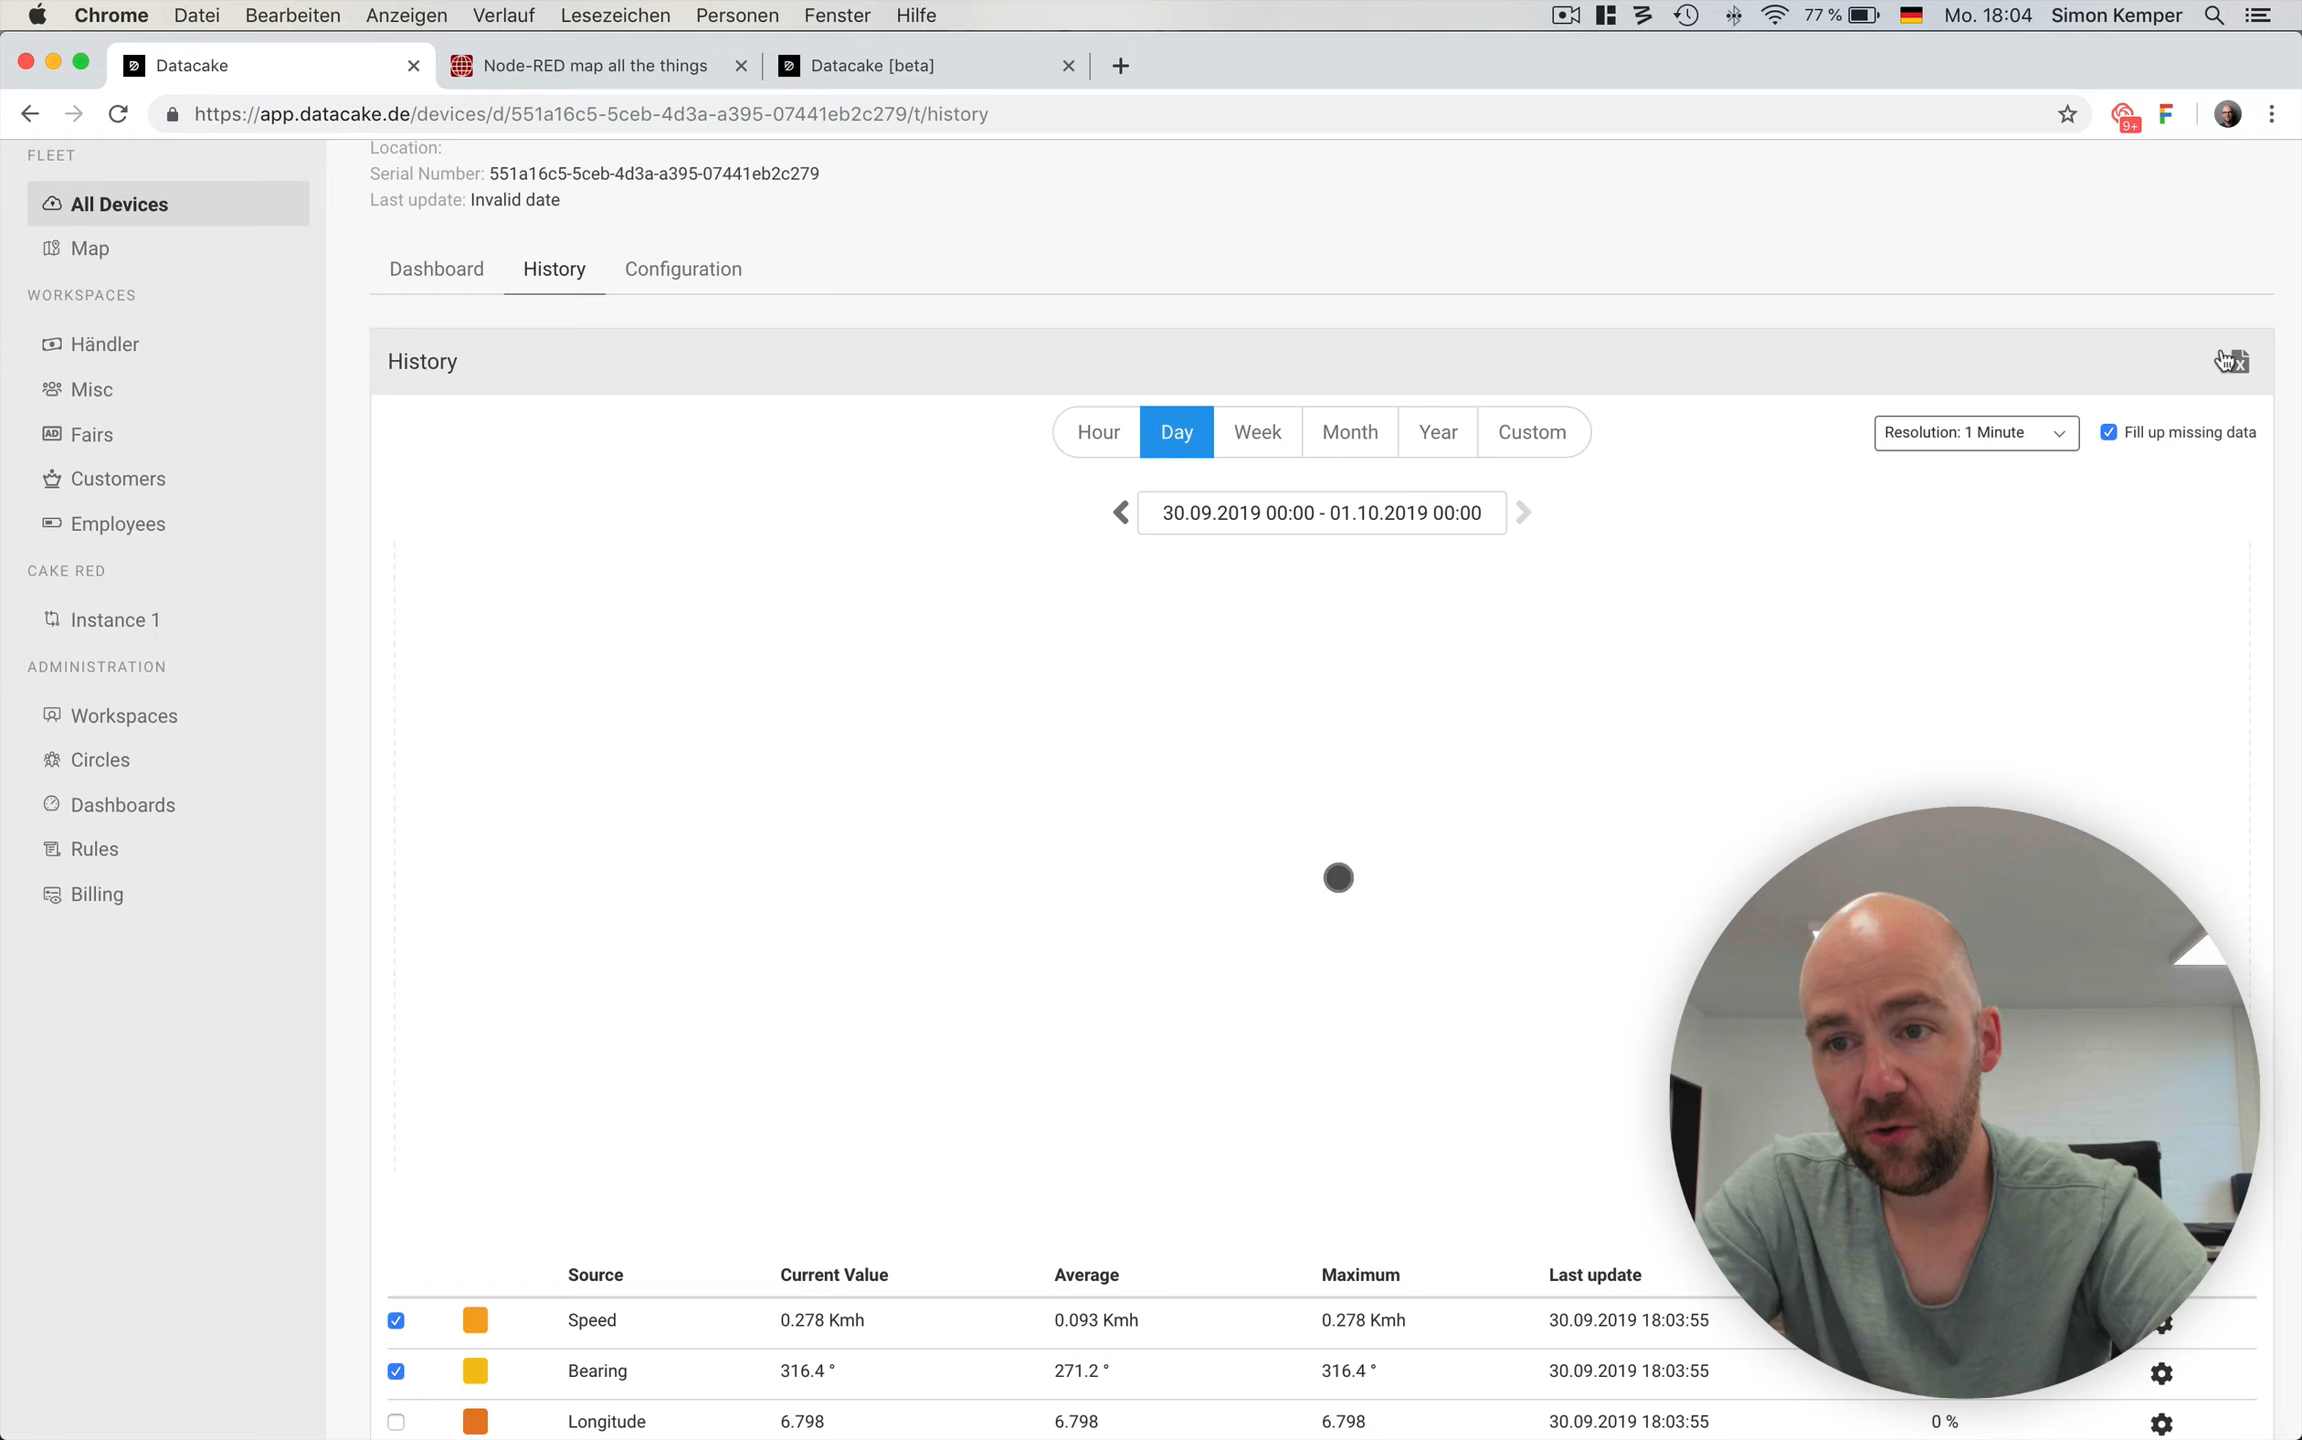 Chrome Datei Bearbeiten Anzeigen Verlauf Lesezeichen Personen Fenster Hilfe 77 % Mo. 18:04 Simon Kemper
Datacake Node-RED map all the things Datacake [beta]
https://app.datacake.de/devices/d/551a16c5-5ceb-4d3a-a395-07441eb2c279/t/history
9+
FLEET
All Devices
Map
WORKSPACES
Händler
Misc
Fairs
Customers
Employees
CAKE RED
Instance 1
ADMINISTRATION
Workspaces
Circles
Dashboards
Rules
Billing
Location:
Serial Number: 551a16c5-5ceb-4d3a-a395-07441eb2c279
Last update: Invalid date
Dashboard History Configuration
History
Hour Day Week Month Year Custom
Resolution: 1 Minute Fill up missing data
30.09.2019 00:00 - 01.10.2019 00:00
Source Current Value Average Maximum Last update
Speed 0.278 Kmh 0.093 Kmh 0.278 Kmh 30.09.2019 18:03:55
Bearing 316.4 ° 271.2 ° 316.4 ° 30.09.2019 18:03:55
Longitude 6.798 6.798 6.798 30.09.2019 18:03:55 0 %